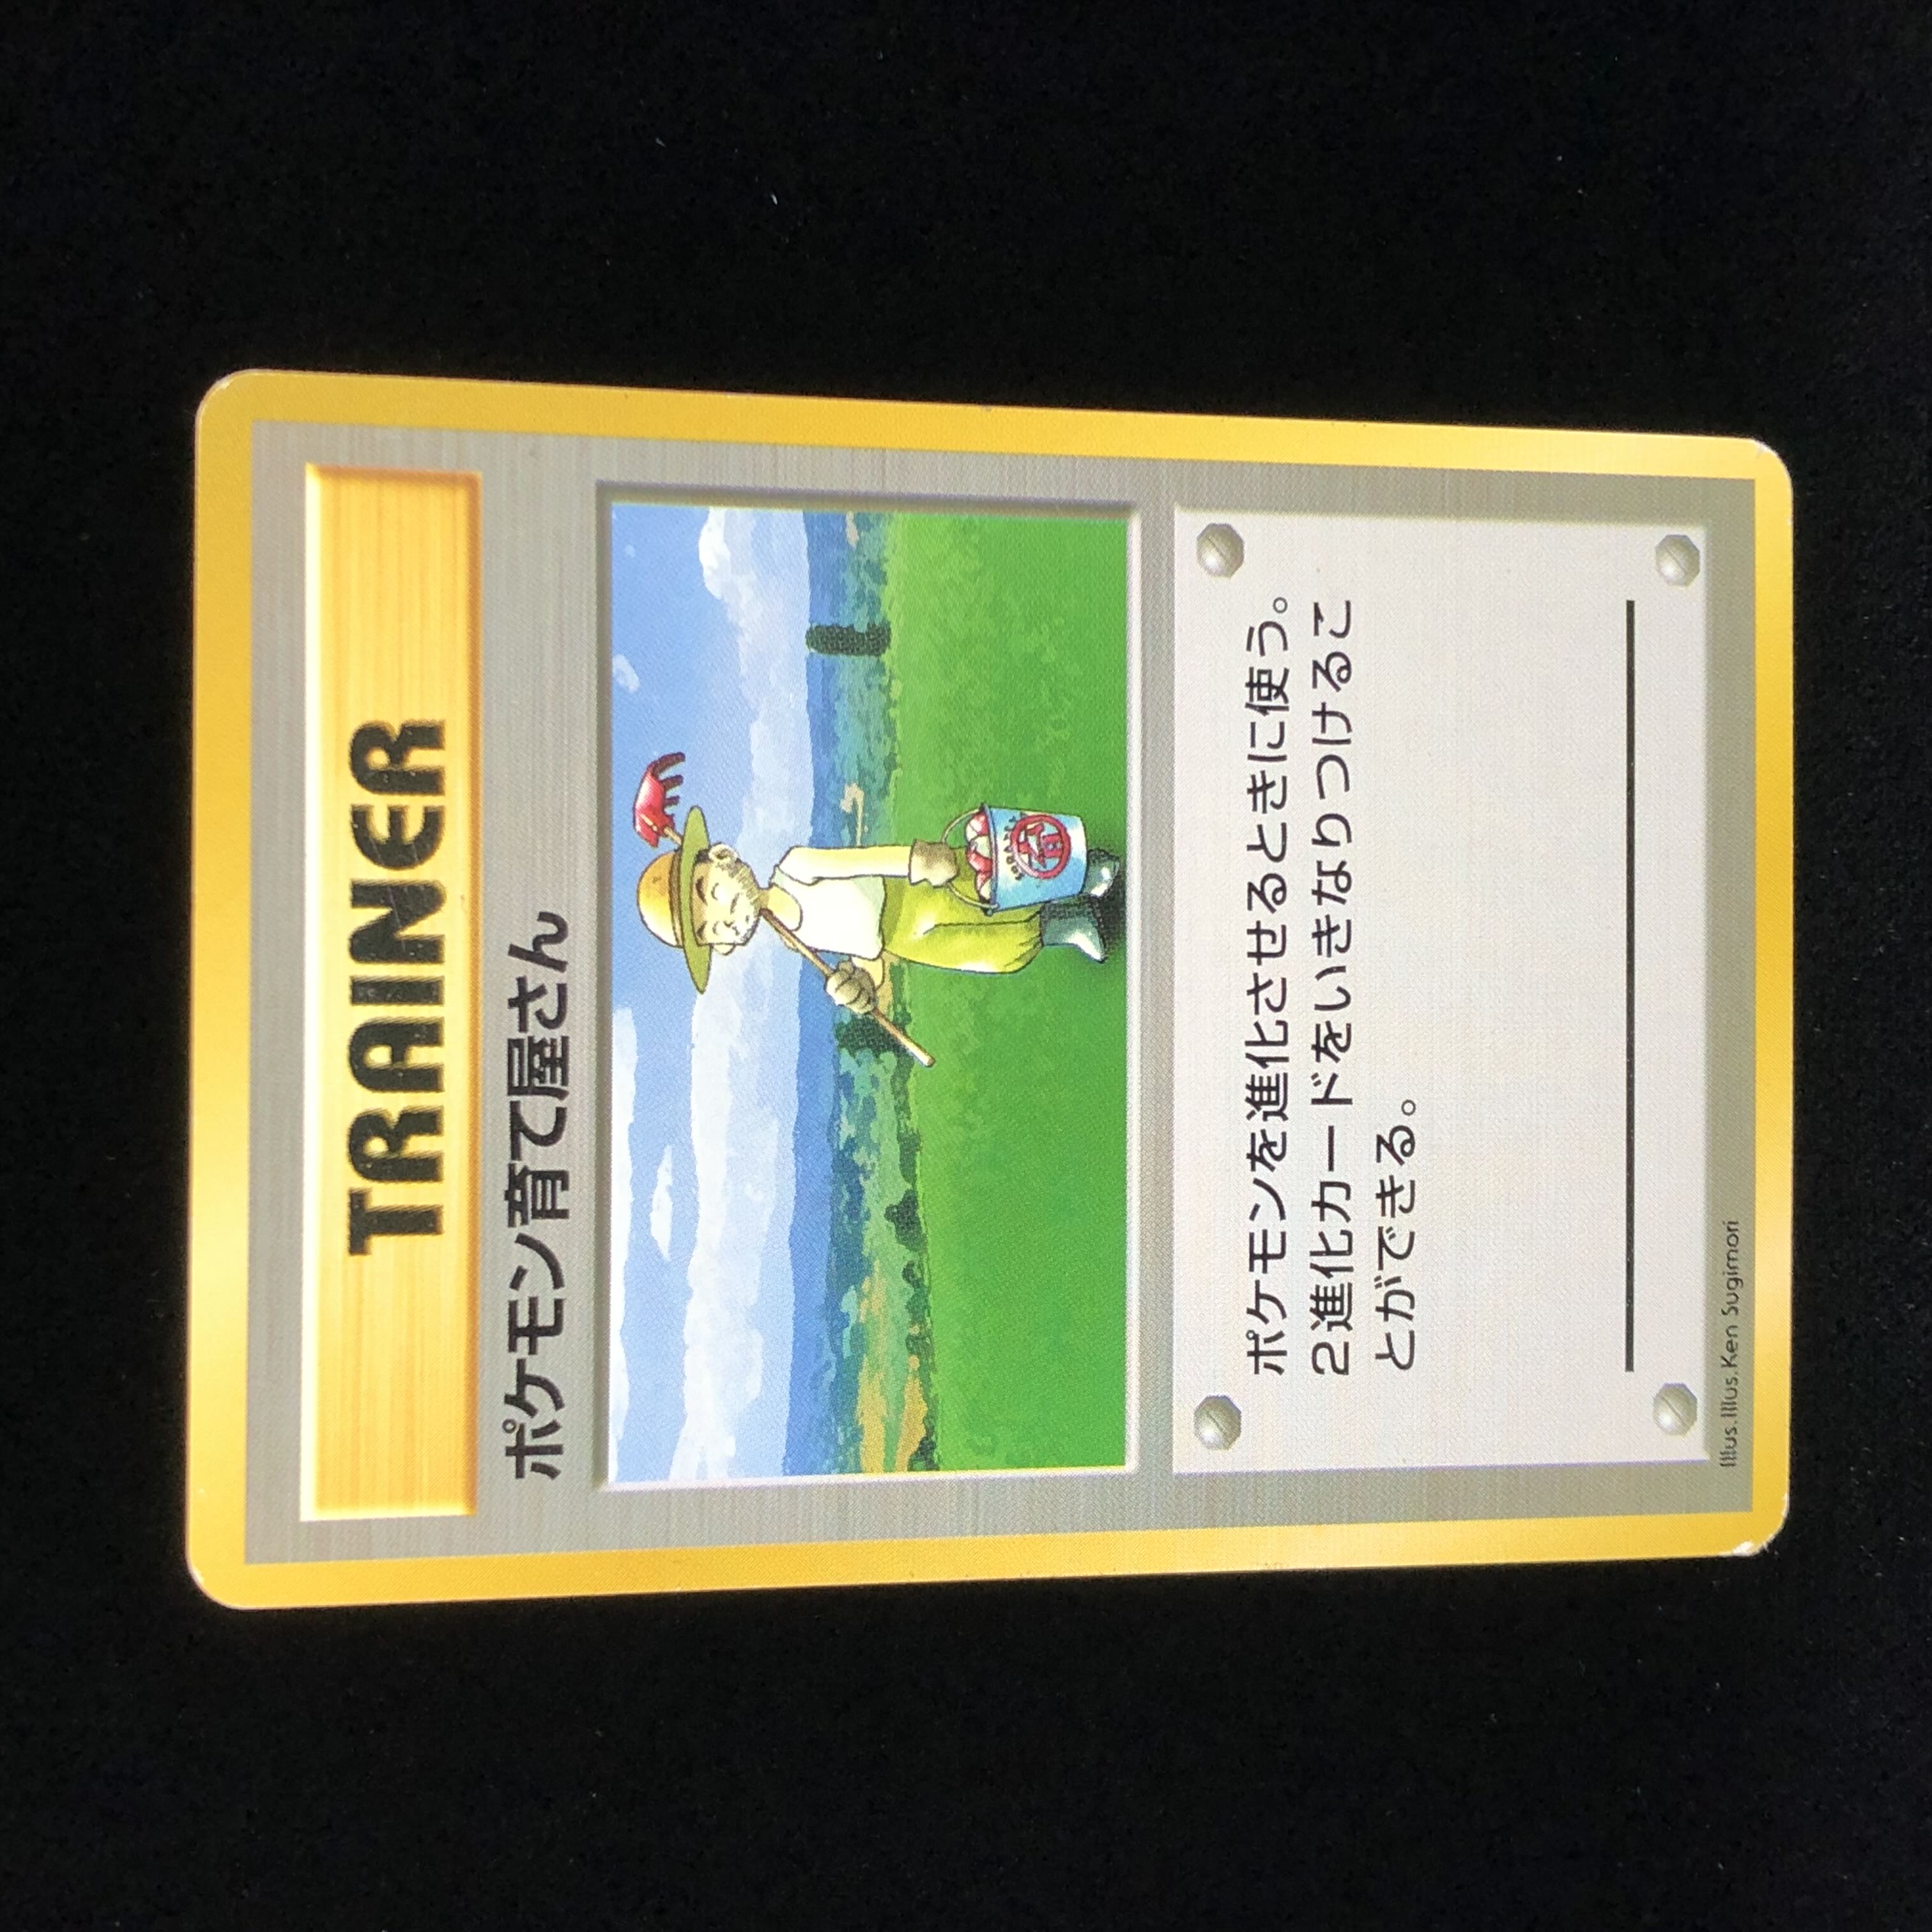 TRAINER
ポケモン育て屋さん
ポケモンを進化させるときに使う。
2進化カードをいきなりつけるこ
とができる。
Illus.Illus.Ken Sugimori